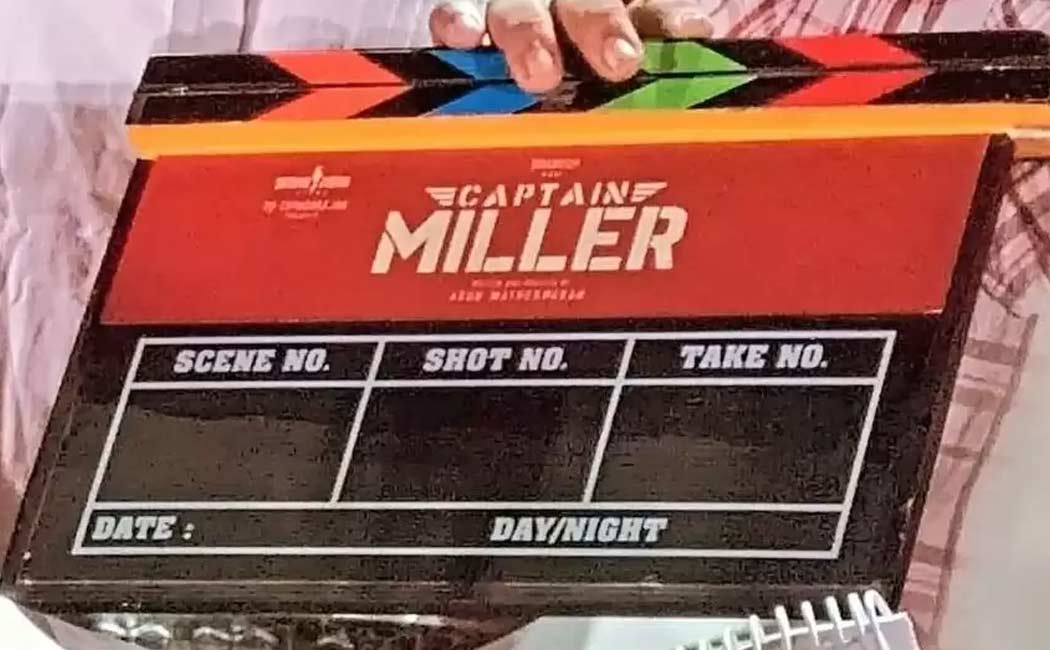 CAPTAIN
MILLER
SCENE NO. SHOT NO. TAKE NO.
DATE : DAY/NIGHT